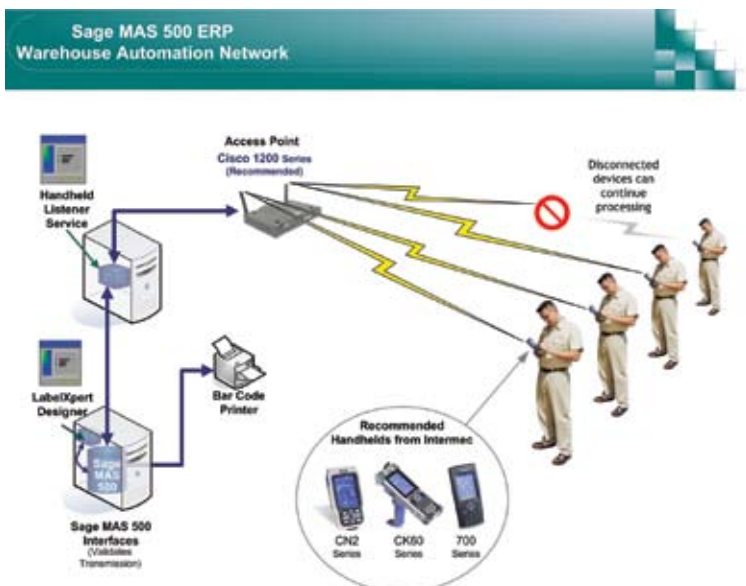 Sage MAS 500 ERP
Warehouse Automation Network
Access Point
Cisco 1200 Series
(Recommended)
Disconnected
devices can
continue
processing
Handheld
Listener
Service
LabelXpert
Designer
Bar Code
Printer
Sage
MAS
500
Sage MAS 500
Interfaces
(Validates
Transmission)
Recommended
Handhelds from Intermec
CN2
Series
CK60
Series
700
Series